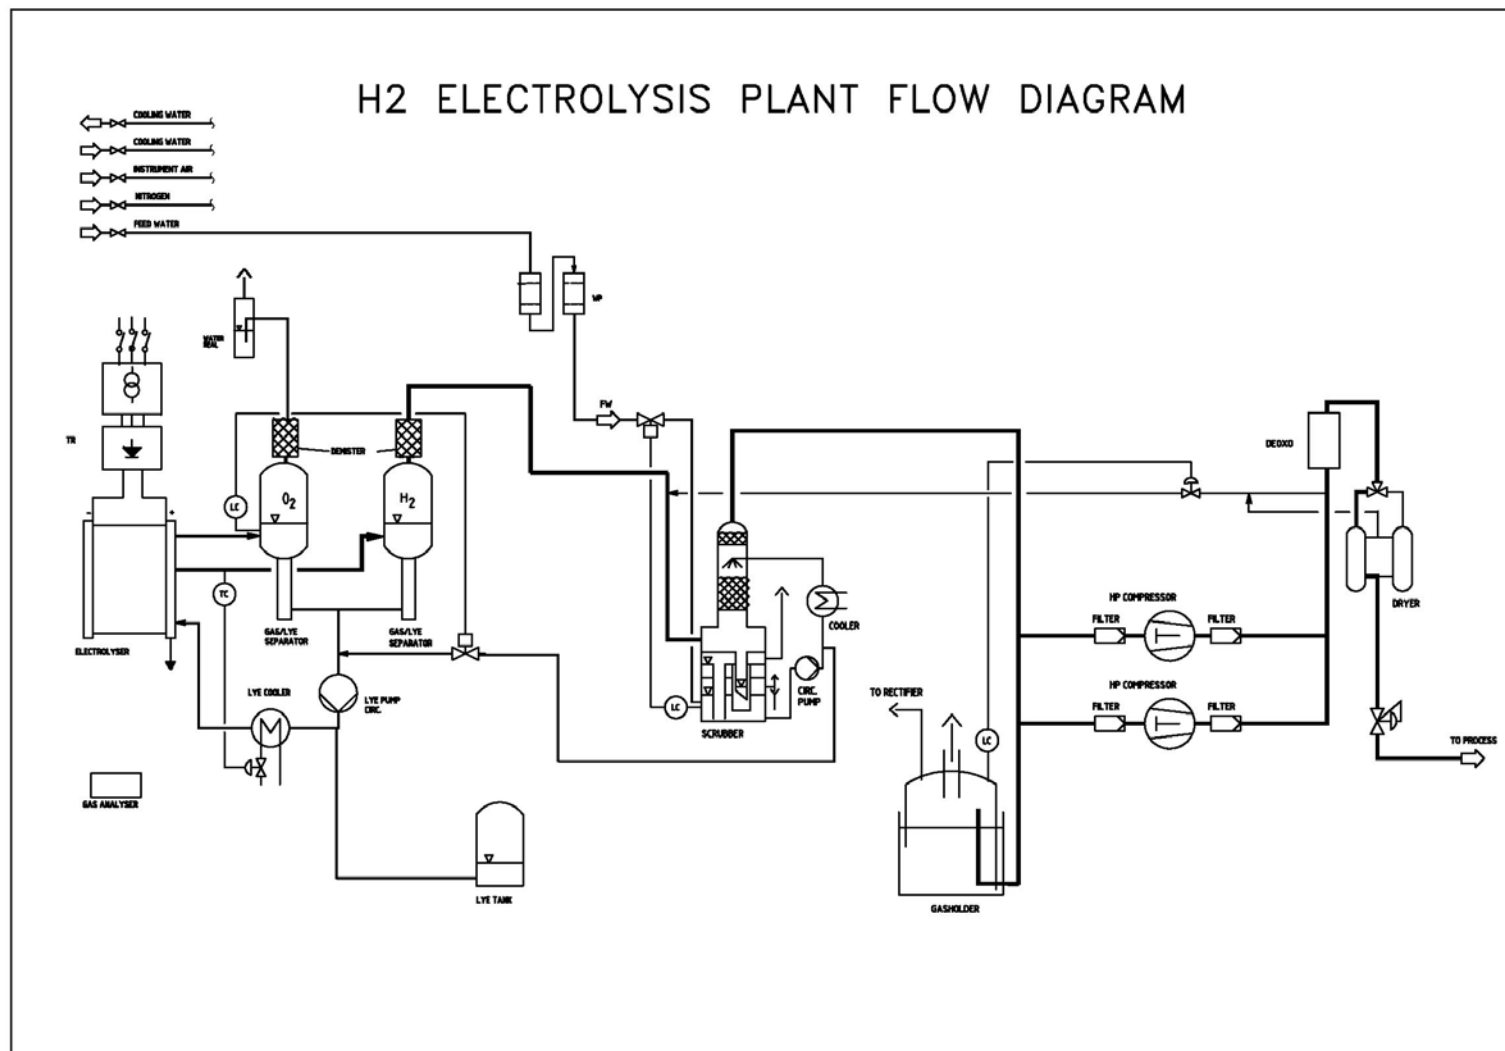 H2 ELECTROLYSIS PLANT FLOW DIAGRAM
COOLING WATER
COOLING WATER
INSTRUMENT AIR
NITROGEN
FEED WATER
WP
WATER
SEAL
FW
TR
DEMISTER
DEOXO
O2
H2
LC
- +
TC
GAS/LYE
SEPARATOR
GAS/LYE
SEPARATOR
ELECTROLYSER
COOLER
HP COMPRESSOR
DRYER
FILTER
FILTER
LYE COOLER
LYE PUMP
CIRC.
CIRC.
PUMP
LC
SCRUBBER
TO RECTIFIER
HP COMPRESSOR
FILTER
FILTER
LC
TO PROCESS
GAS ANALYSER
LYE TANK
GASHOLDER